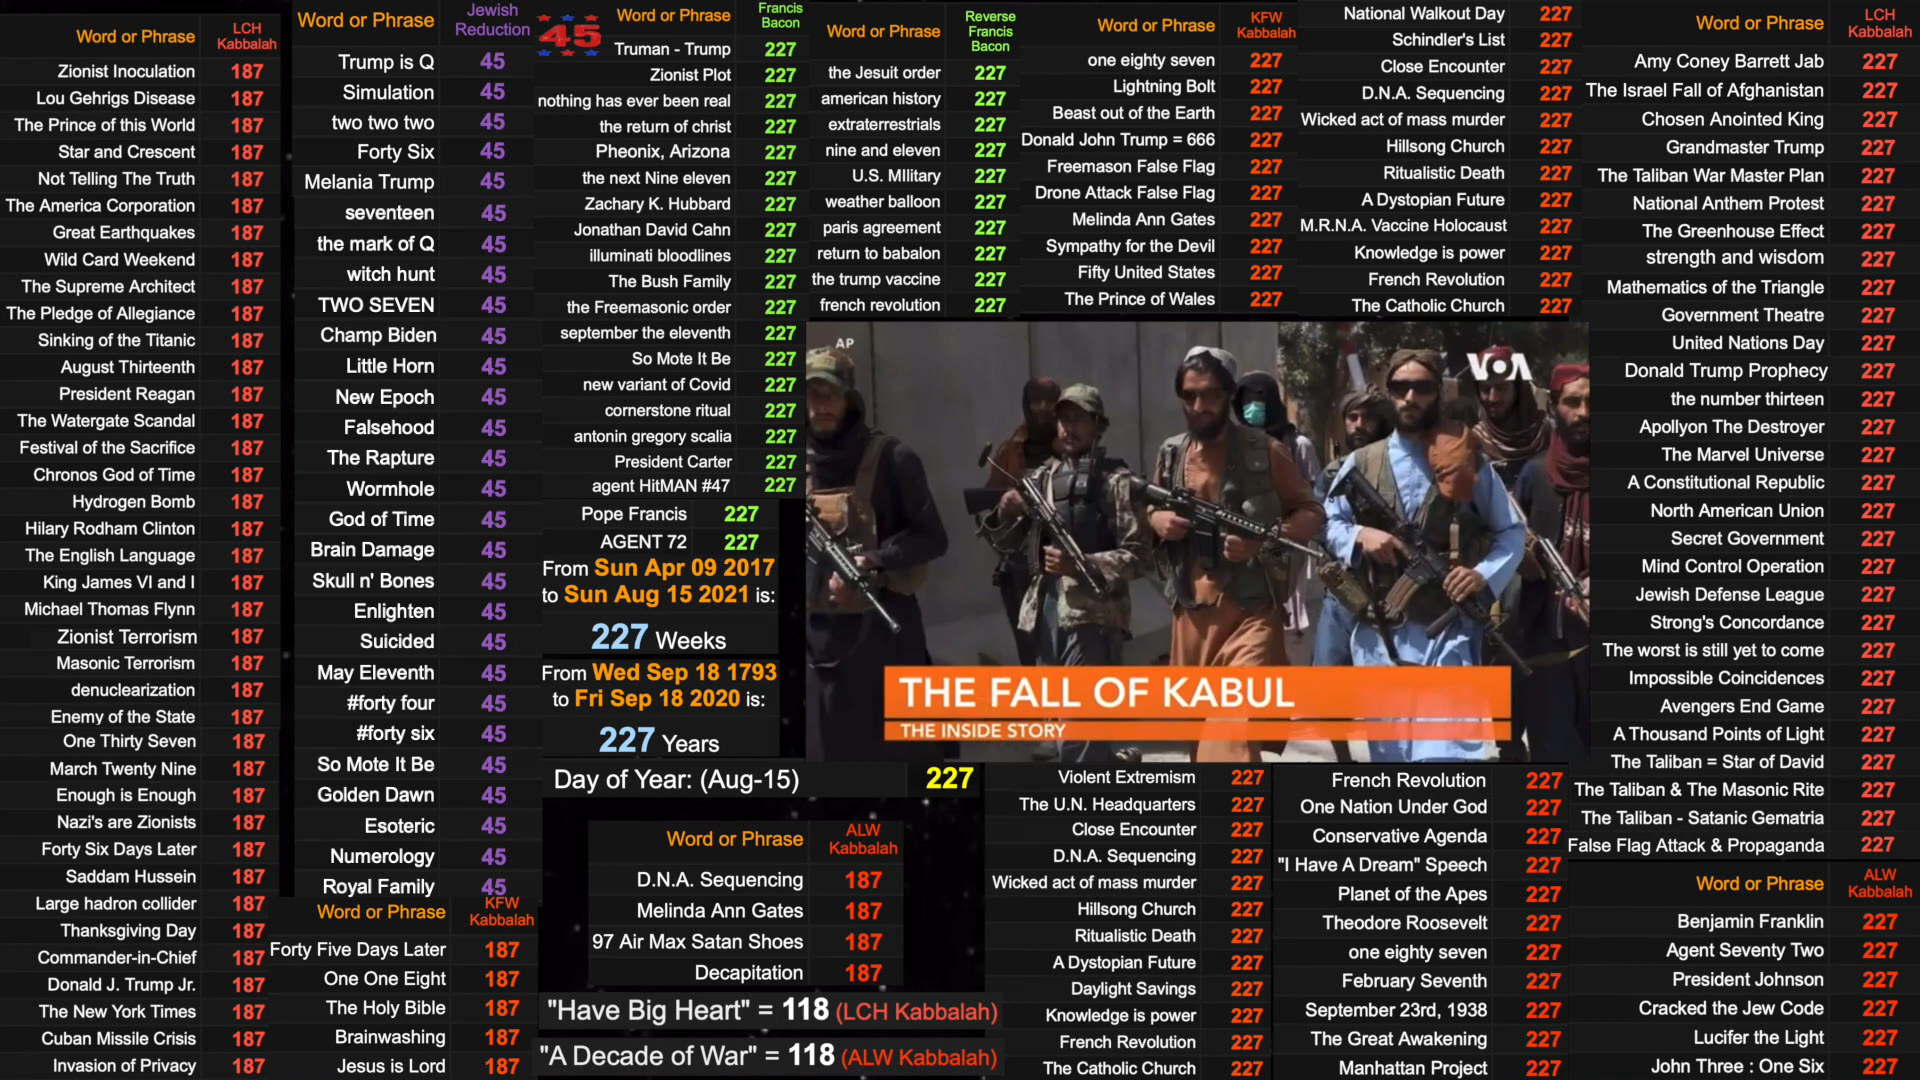 Word or Phrase LCH Kabbalah
Zionist Inoculation 187
Lou Gehrigs Disease 187
The Prince of this World 187
Star and Crescent 187
Not Telling The Truth 187
The America Corporation 187
Great Earthquakes 187
Wild Card Weekend 187
The Supreme Architect 187
The Pledge of Allegiance 187
Sinking of the Titanic 187
August Thirteenth 187
President Reagan 187
The Watergate Scandal 187
Festival of the Sacrifice 187
Chronos God of Time 187
Hydrogen Bomb 187
Hilary Rodham Clinton 187
The English Language 187
King James VI and I 187
Michael Thomas Flynn 187
Zionist Terrorism 187
Masonic Terrorism 187
denuclearization 187
Enemy of the State 187
One Thirty Seven 187
March Twenty Nine 187
Enough is Enough 187
Nazi's are Zionists 187
Forty Six Days Later 187
Saddam Hussein 187
Large hadron collider 187
Thanksgiving Day 187
Commander-in-Chief 187
Donald J. Trump Jr. 187
The New York Times 187
Cuban Missile Crisis 187
Invasion of Privacy 187
Word or Phrase Jewish Reduction
Trump is Q 45
Simulation 45
two two two 45
Forty Six 45
Melania Trump 45
seventeen 45
the mark of Q 45
witch hunt 45
TWO SEVEN 45
Champ Biden 45
Little Horn 45
New Epoch 45
Falsehood 45
The Rapture 45
Wormhole 45
God of Time 45
Brain Damage 45
Skull n' Bones 45
Enlighten 45
Suicided 45
May Eleventh 45
#forty four 45
#forty six 45
So Mote It Be 45
Golden Dawn 45
Esoteric 45
Numerology 45
Royal Family 45
Word or Phrase KFW Kabbalah
Forty Five Days Later 187
One One Eight 187
The Holy Bible 187
Brainwashing 187
Jesus is Lord 187
45
Word or Phrase Francis Bacon
Truman - Trump 227
Zionist Plot 227
nothing has ever been real 227
the return of christ 227
Pheonix, Arizona 227
the next Nine eleven 227
Zachary K. Hubbard 227
Jonathan David Cahn 227
illuminati bloodlines 227
The Bush Family 227
the Freemasonic order 227
september the eleventh 227
So Mote It Be 227
new variant of Covid 227
cornerstone ritual 227
antonin gregory scalia 227
President Carter 227
agent HitMAN #47 227
Pope Francis 227
AGENT 72 227
From Sun Apr 09 2017
to Sun Aug 15 2021 is:
227 Weeks
From Wed Sep 18 1793
to Fri Sep 18 2020 is:
227 Years
Day of Year: (Aug-15) 227
Word or Phrase ALW Kabbalah
D.N.A. Sequencing 187
Melinda Ann Gates 187
97 Air Max Satan Shoes 187
Decapitation 187
"Have Big Heart" = 118 (LCH Kabbalah)
"A Decade of War" = 118 (ALW Kabbalah)
Word or Phrase Reverse Francis Bacon
the Jesuit order 227
american history 227
extraterrestrials 227
nine and eleven 227
U.S. MIlitary 227
weather balloon 227
paris agreement 227
return to babalon 227
the trump vaccine 227
french revolution 227
Word or Phrase KFW Kabbalah
one eighty seven 227
Lightning Bolt 227
Beast out of the Earth 227
Donald John Trump = 666 227
Freemason False Flag 227
Drone Attack False Flag 227
Melinda Ann Gates 227
Sympathy for the Devil 227
Fifty United States 227
The Prince of Wales 227
National Walkout Day 227
Schindler's List 227
Close Encounter 227
D.N.A. Sequencing 227
Wicked act of mass murder 227
Hillsong Church 227
Ritualistic Death 227
A Dystopian Future 227
M.R.N.A. Vaccine Holocaust 227
Knowledge is power 227
French Revolution 227
The Catholic Church 227
AP
VOA
THE FALL OF KABUL
THE INSIDE STORY
Violent Extremism 227
The U.N. Headquarters 227
Close Encounter 227
D.N.A. Sequencing 227
Wicked act of mass murder 227
Hillsong Church 227
Ritualistic Death 227
A Dystopian Future 227
Daylight Savings 227
Knowledge is power 227
French Revolution 227
The Catholic Church 227
French Revolution 227
One Nation Under God 227
Conservative Agenda 227
"I Have A Dream" Speech 227
Planet of the Apes 227
Theodore Roosevelt 227
one eighty seven 227
February Seventh 227
September 23rd, 1938 227
The Great Awakening 227
Manhattan Project 227
Word or Phrase LCH Kabbalah
Amy Coney Barrett Jab 227
The Israel Fall of Afghanistan 227
Chosen Anointed King 227
Grandmaster Trump 227
The Taliban War Master Plan 227
National Anthem Protest 227
The Greenhouse Effect 227
strength and wisdom 227
Mathematics of the Triangle 227
Government Theatre 227
United Nations Day 227
Donald Trump Prophecy 227
the number thirteen 227
Apollyon The Destroyer 227
The Marvel Universe 227
A Constitutional Republic 227
North American Union 227
Secret Government 227
Mind Control Operation 227
Jewish Defense League 227
Strong's Concordance 227
The worst is still yet to come 227
Impossible Coincidences 227
Avengers End Game 227
A Thousand Points of Light 227
The Taliban = Star of David 227
The Taliban & The Masonic Rite 227
The Taliban - Satanic Gematria 227
False Flag Attack & Propaganda 227
Word or Phrase ALW Kabbalah
Benjamin Franklin 227
Agent Seventy Two 227
President Johnson 227
Cracked the Jew Code 227
Lucifer the Light 227
John Three : One Six 227